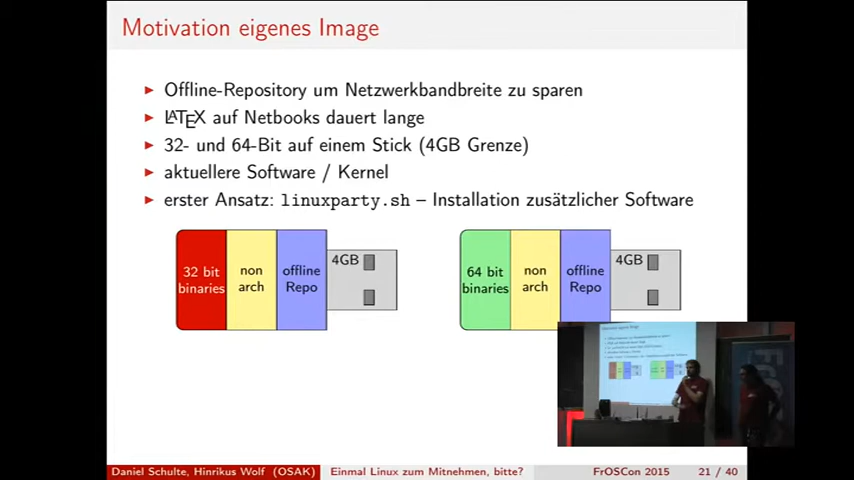 Motivation eigenes Image
Offline-Repository um Netzwerkbandbreite zu sparen
LATEX auf Netbooks dauert lange
32- und 64-Bit auf einem Stick (4GB Grenze)
aktuellere Software / Kernel
erster Ansatz: linuxparty.sh – Installation zusätzlicher Software
32 bit binaries
non arch
offline Repo
4GB
64 bit binaries
non arch
offline Repo
4GB
Daniel Schulte, Hinrikus Wolf (OSAK)
Einmal Linux zum Mitnehmen, bitte?
FrOSCon 2015
21 / 40